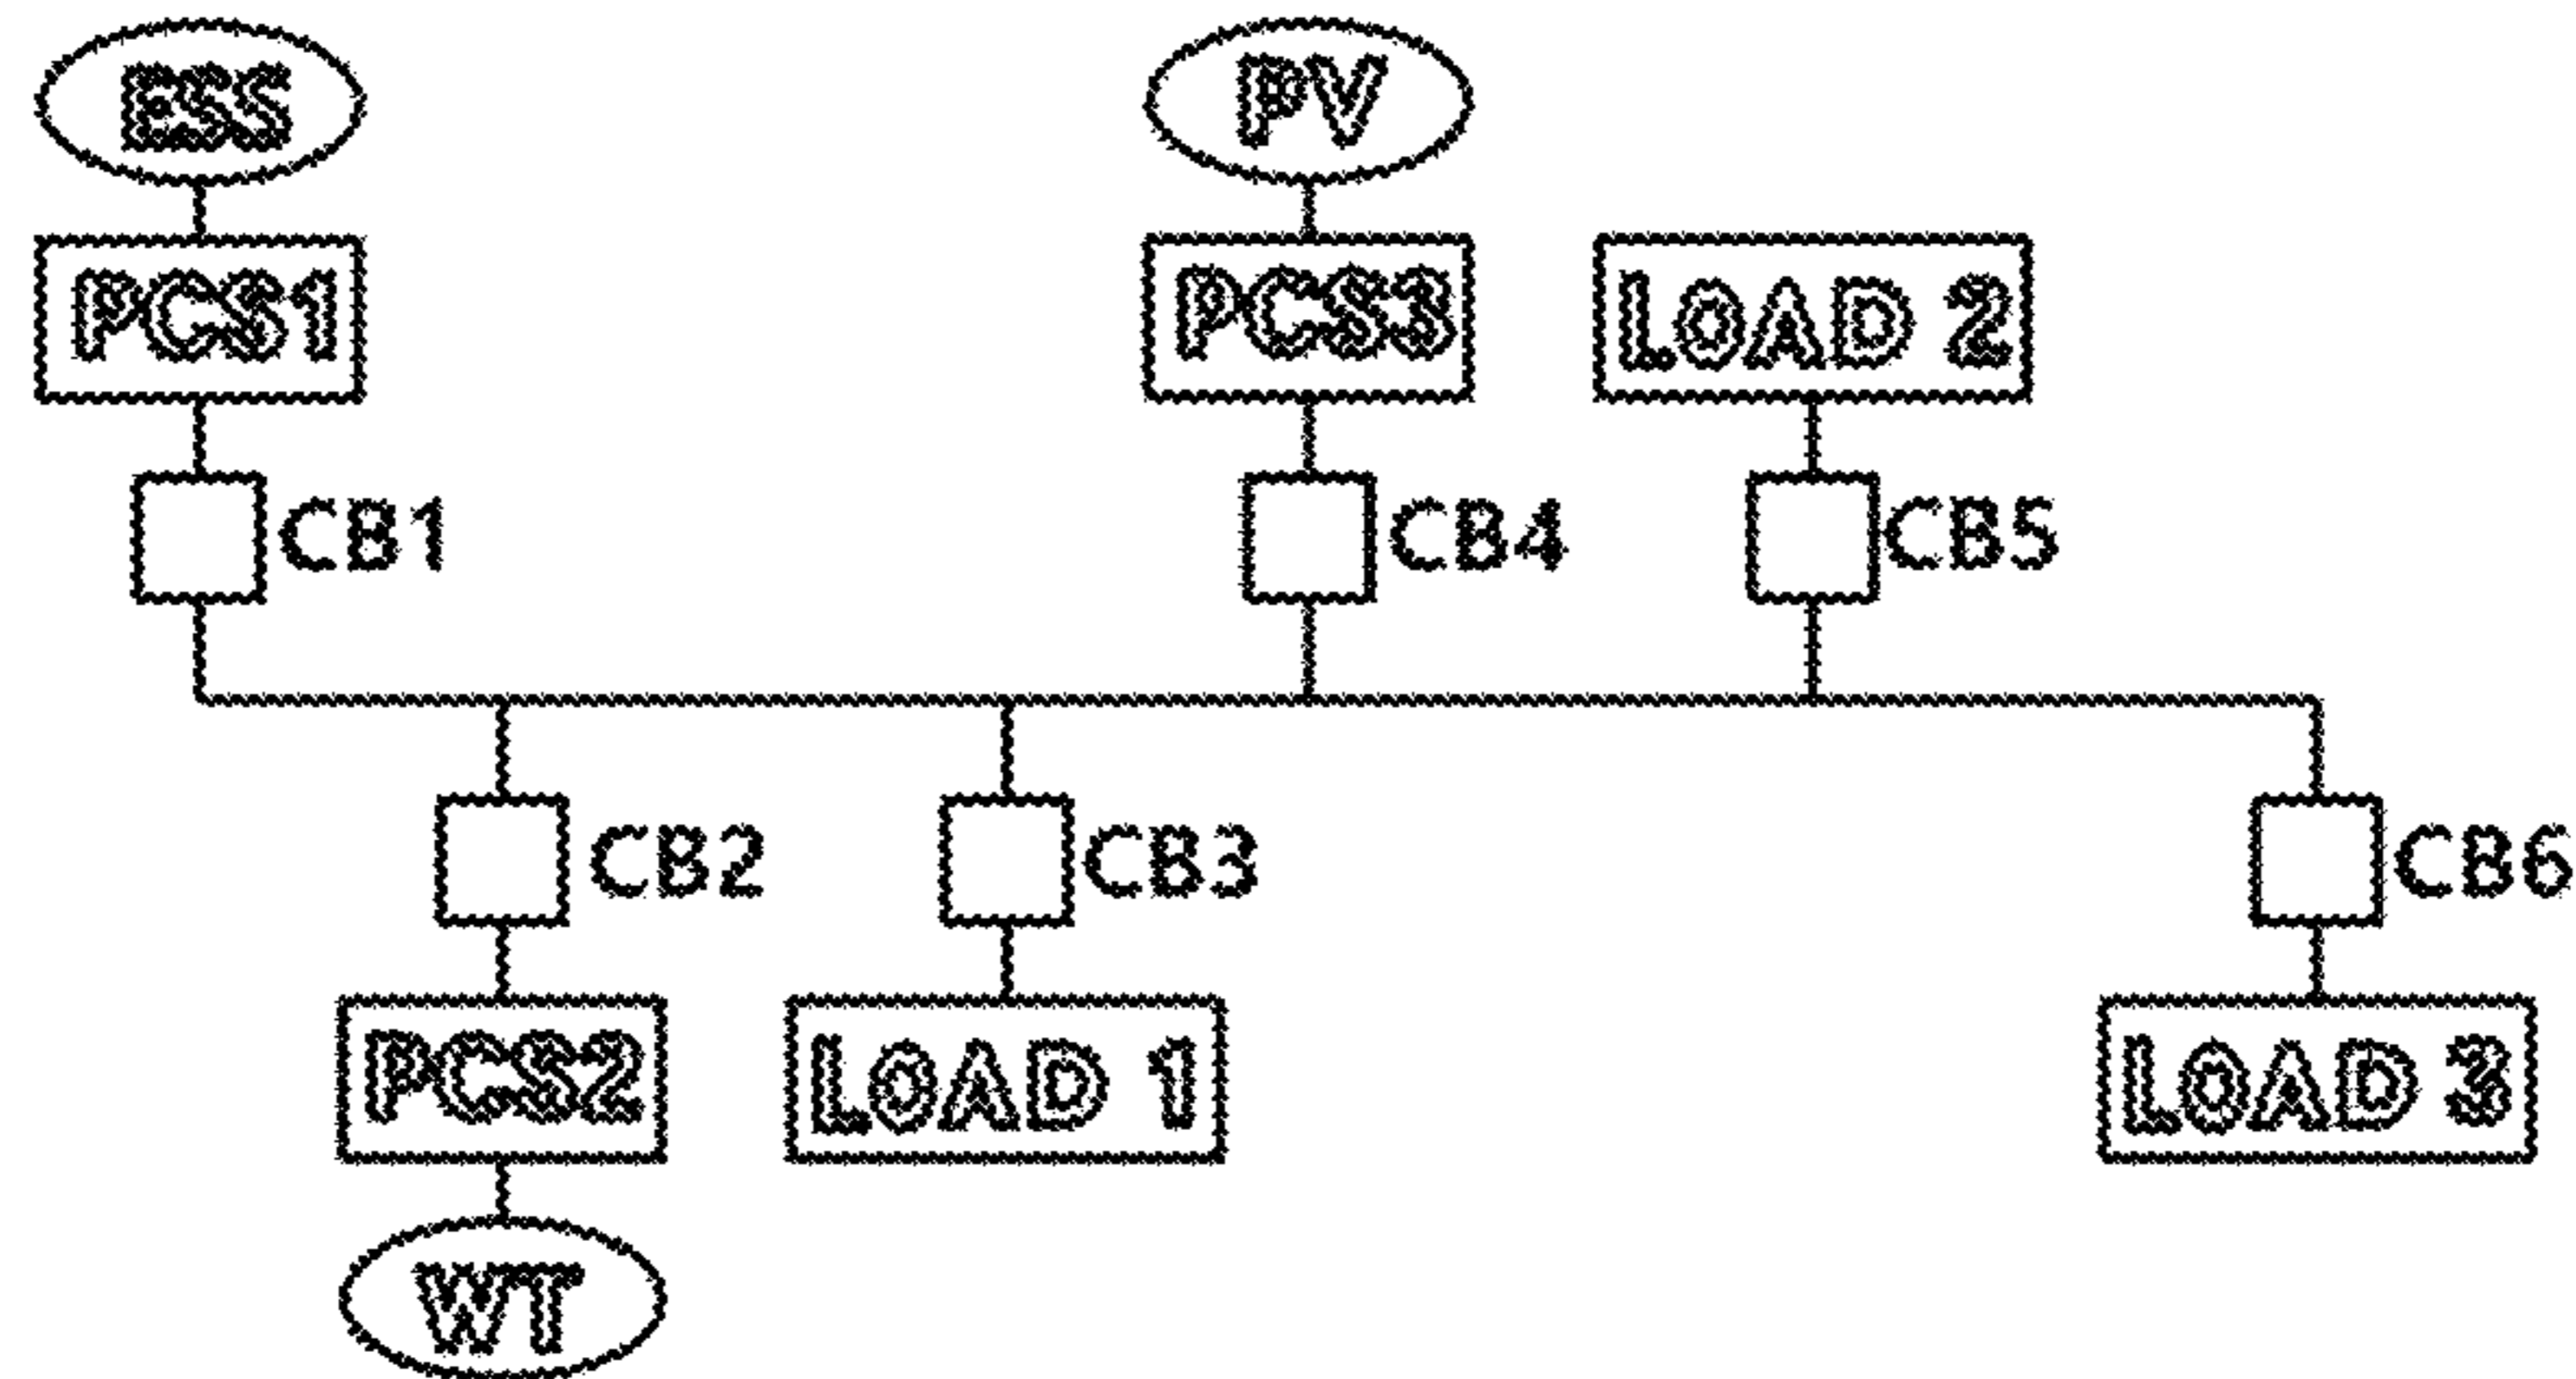 ESS
PV
PCS1
PCS3
LOAD 2
CB1
CB4
CB5
CB2
CB3
CB6
PCS2
LOAD 1
LOAD 3
WT